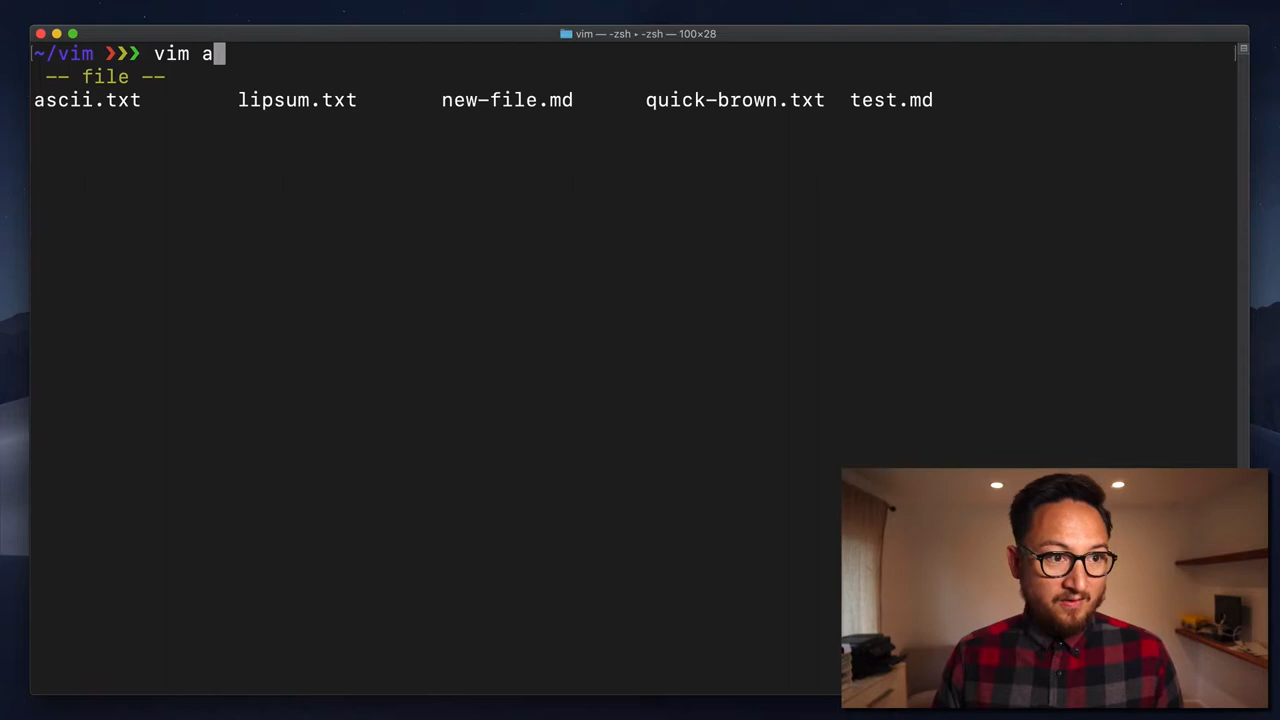 vim — -zsh ▸ -zsh — 100×28
~/vim ❯❯❯ vim a
-- file --
ascii.txt lipsum.txt new-file.md quick-brown.txt test.md